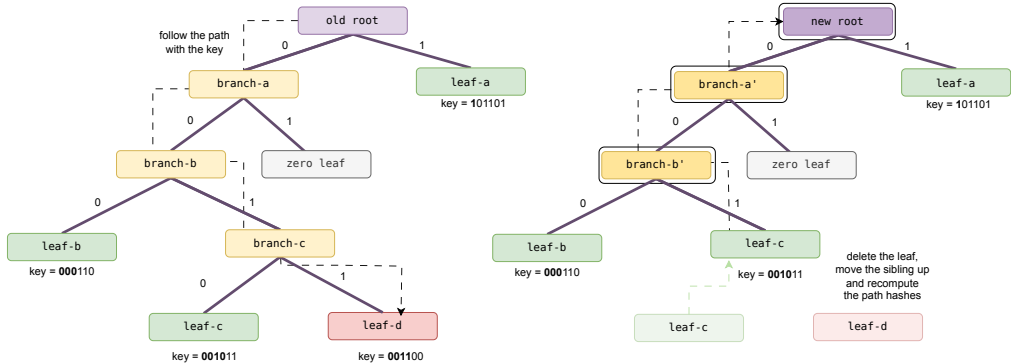 old root
follow the path
with the key
0
1
branch-a
leaf-a
key = 101101
0
1
branch-b
zero leaf
0
1
leaf-b
key = 000110
branch-c
0
1
leaf-c
key = 001011
leaf-d
key = 001100
new root
0
1
branch-a'
leaf-a
key = 101101
0
1
branch-b'
zero leaf
0
1
leaf-b
key = 000110
leaf-c
key = 001011
delete the leaf,
move the sibling up
and recompute
the path hashes
leaf-c
leaf-d